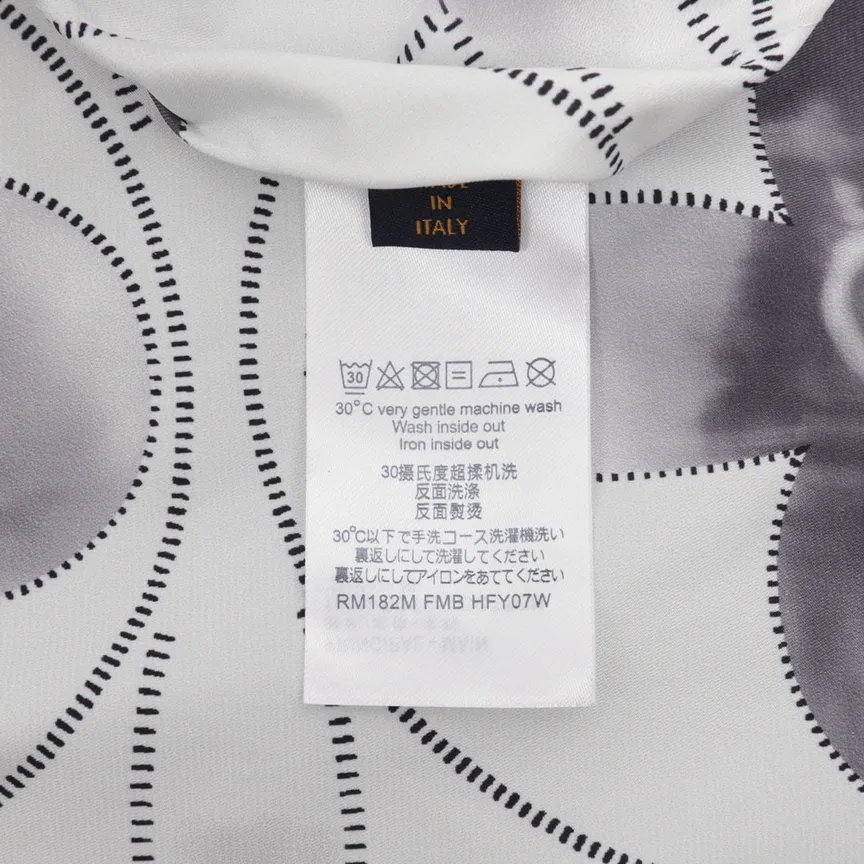 IN
ITALY
30
30°C very gentle machine wash
Wash inside out
Iron inside out
30摄氏度超揉机洗
反面洗涤
反面熨烫
30℃以下で手洗コース洗濯機洗い
裏返しにして洗濯してください
裏返しにしてアイロンをあててください
RM182M FMB HFY07W